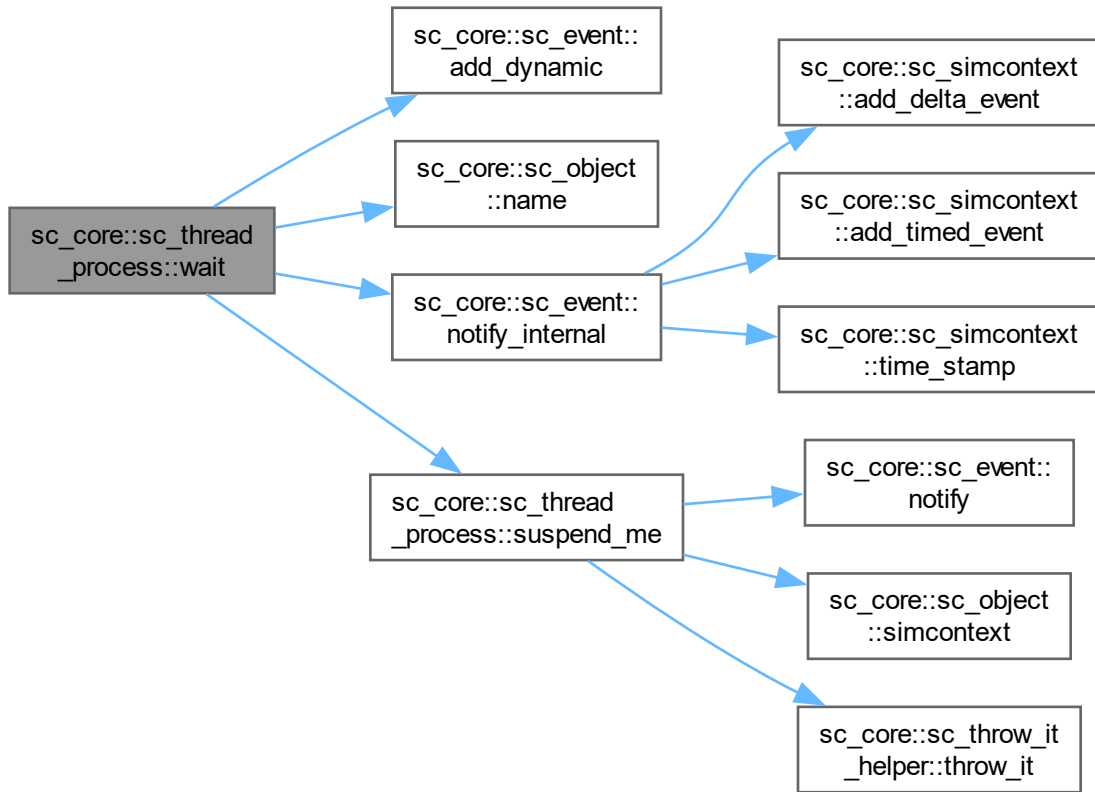 sc_core::sc_event::
add_dynamic
sc_core::sc_simcontext
::add_delta_event
sc_core::sc_object
::name
sc_core::sc_simcontext
::add_timed_event
sc_core::sc_thread
_process::wait
sc_core::sc_event::
notify_internal
sc_core::sc_simcontext
::time_stamp
sc_core::sc_thread
_process::suspend_me
sc_core::sc_event::
notify
sc_core::sc_object
::simcontext
sc_core::sc_throw_it
_helper::throw_it